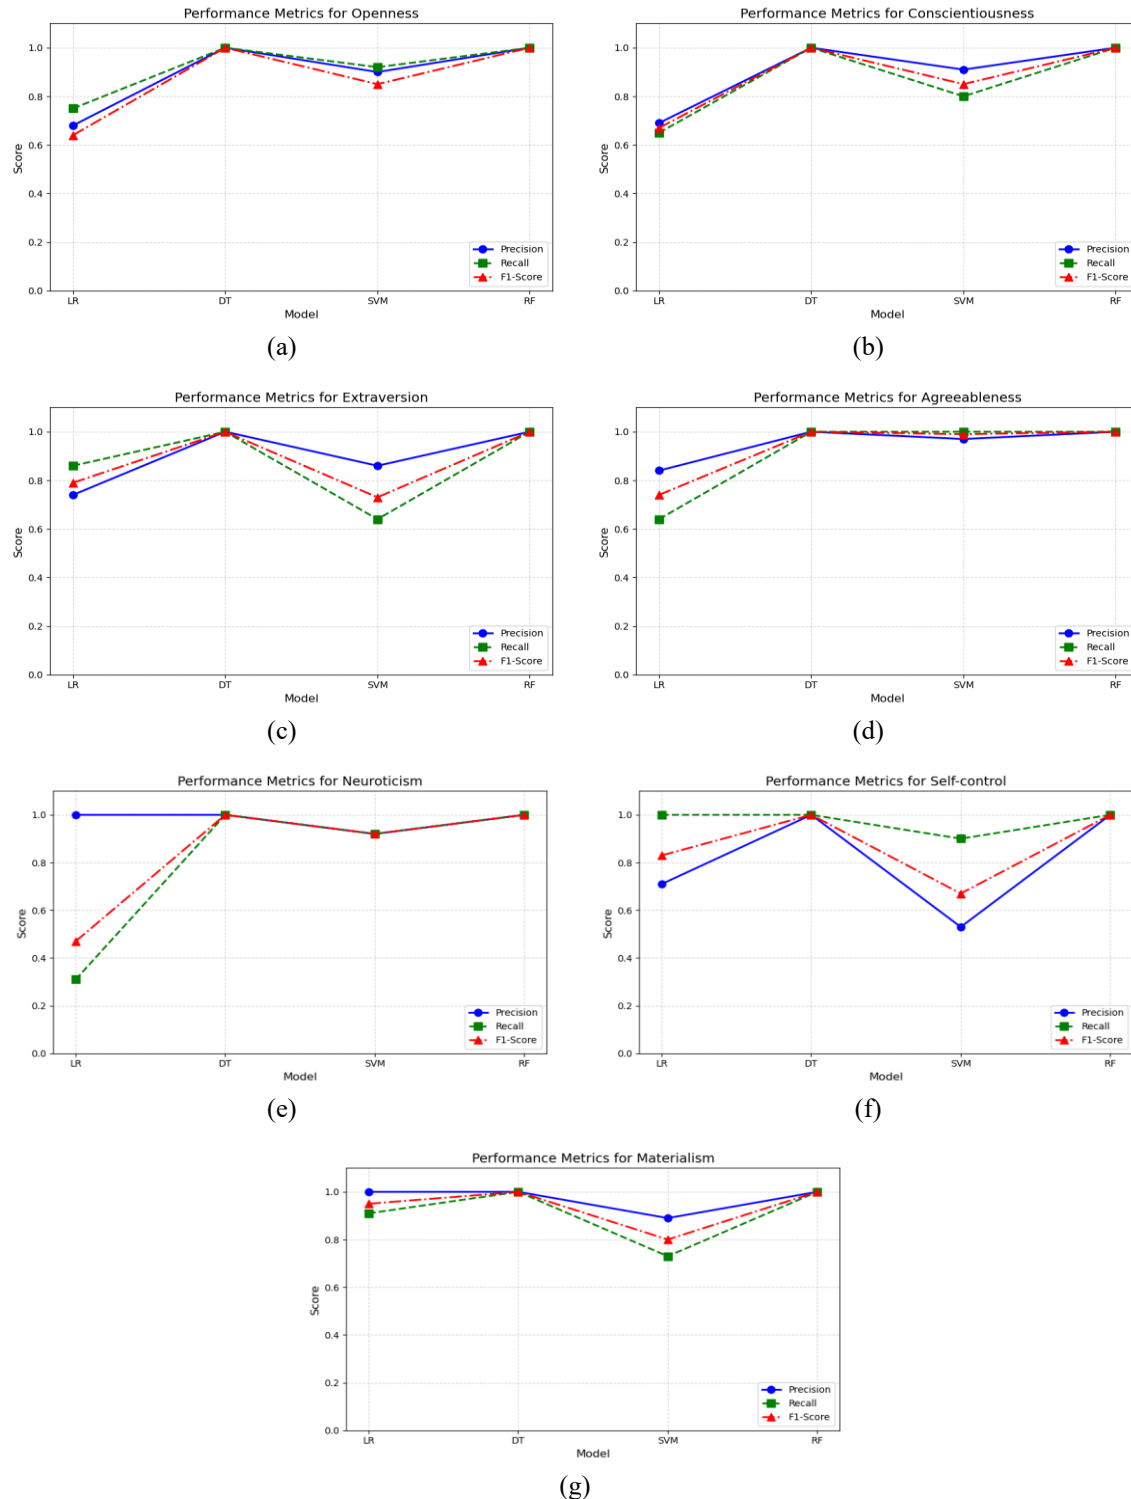 Performance Metrics for Openness
1.0
0.8
0.6
0.4
0.2
0.0
Score
LR
DT
SVM
RF
Model
Precision
Recall
F1-Score
(a)
Performance Metrics for Conscientiousness
1.0
0.8
0.6
0.4
0.2
0.0
Score
LR
DT
SVM
RF
Model
Precision
Recall
F1-Score
(b)
Performance Metrics for Extraversion
1.0
0.8
0.6
0.4
0.2
0.0
Score
LR
DT
SVM
RF
Model
Precision
Recall
F1-Score
(c)
Performance Metrics for Agreeableness
1.0
0.8
0.6
0.4
0.2
0.0
Score
LR
DT
SVM
RF
Model
Precision
Recall
F1-Score
(d)
Performance Metrics for Neuroticism
1.0
0.8
0.6
0.4
0.2
0.0
Score
LR
DT
SVM
RF
Model
Precision
Recall
F1-Score
(e)
Performance Metrics for Self-control
1.0
0.8
0.6
0.4
0.2
0.0
Score
LR
DT
SVM
RF
Model
Precision
Recall
F1-Score
(f)
Performance Metrics for Materialism
1.0
0.8
0.6
0.4
0.2
0.0
Score
LR
DT
SVM
RF
Model
Precision
Recall
F1-Score
(g)